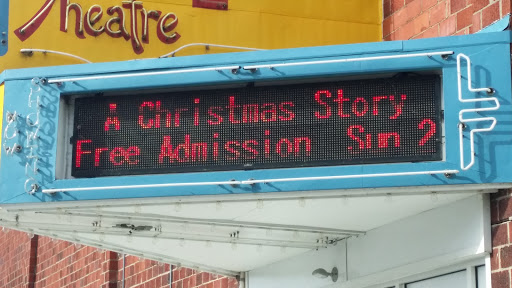 Theatre
A Christmas Story
Free Admission Sun 2